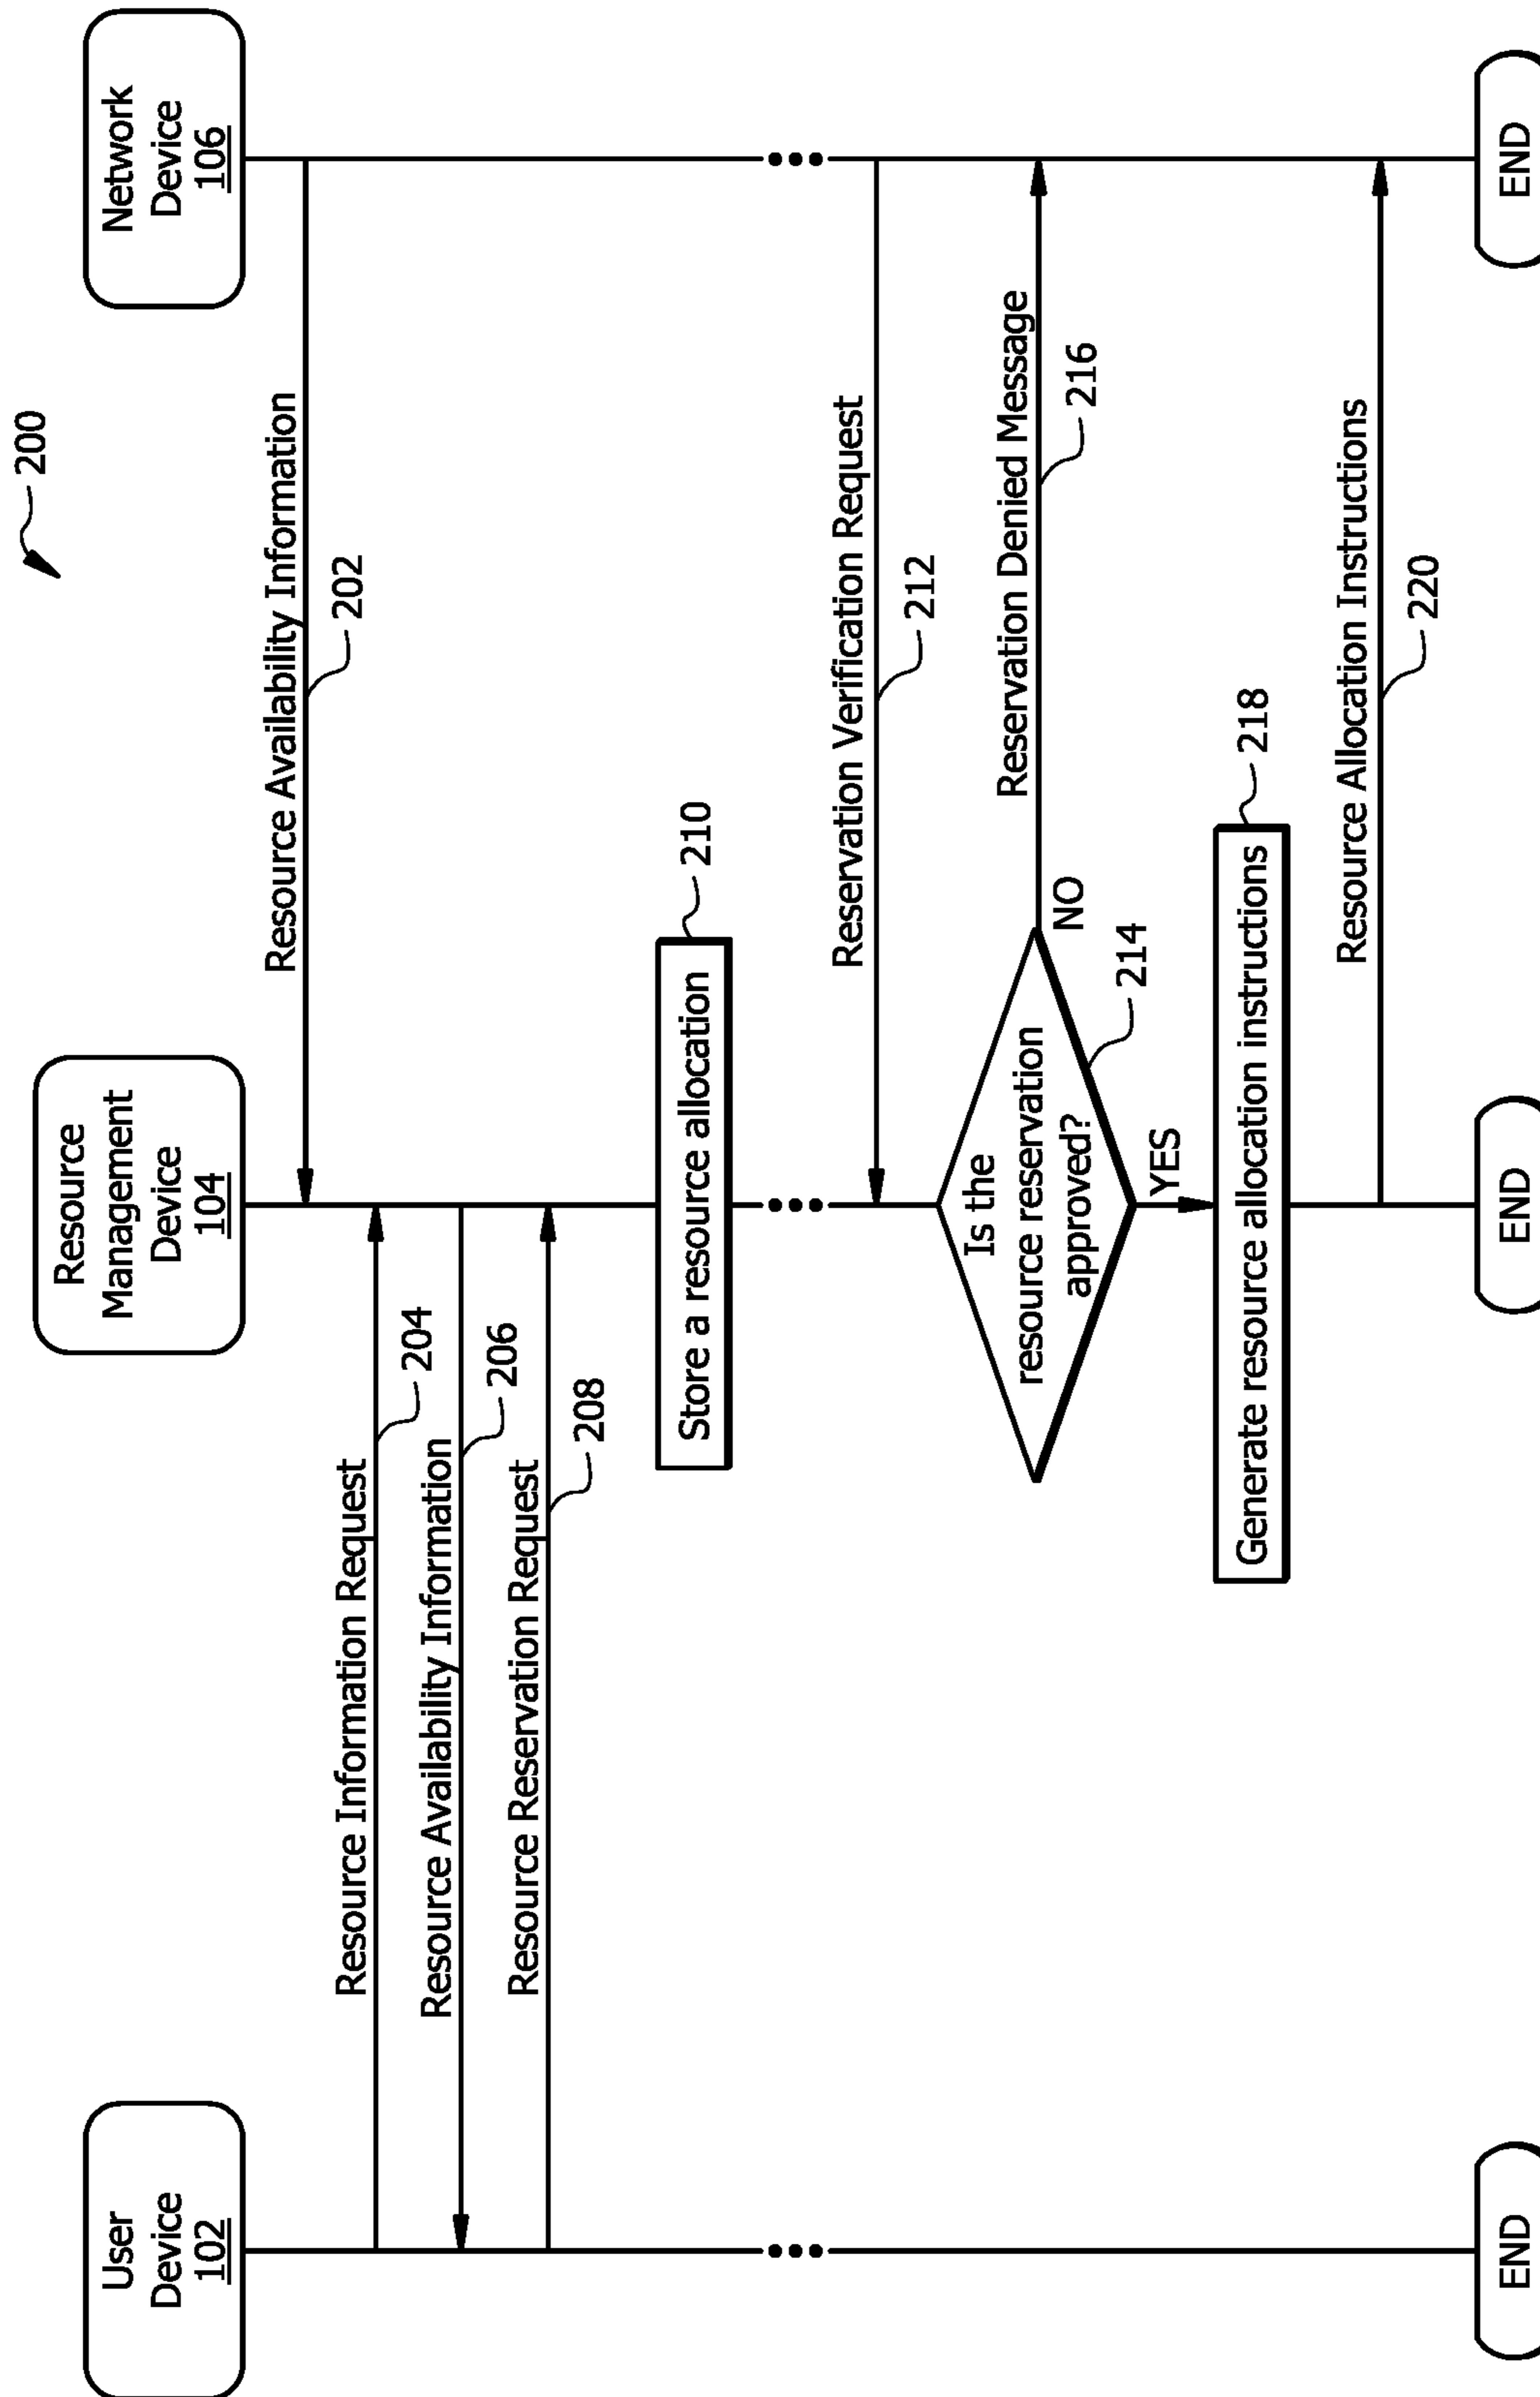 200
User
Device
102
Resource
Management
Device
104
Network
Device
106
Resource Availability Information
202
Resource Information Request
204
Resource Availability Information
206
Resource Reservation Request
208
Store a resource allocation
210
Reservation Verification Request
212
Is the
resource reservation
approved?
214
NO
Reservation Denied Message
216
YES
Generate resource allocation instructions
218
Resource Allocation Instructions
220
END
END
END